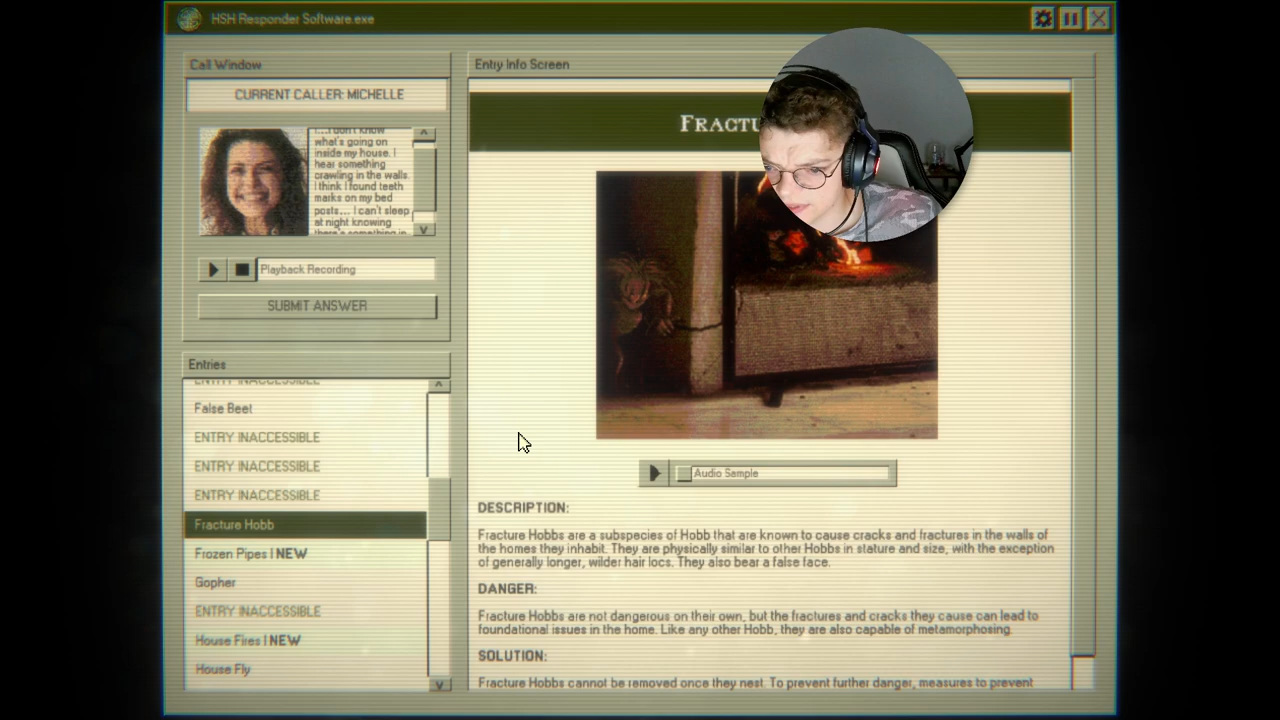 HSH Responder Software.exe
Call Window
CURRENT CALLER: MICHELLE
I...I don't know
what's going on
inside my house. I
hear something
crawling in the walls.
I think I found teeth
marks on my bed
posts... I can't sleep
at night knowing
there's something in
Playback Recording
SUBMIT ANSWER
Entries
ENTRY INACCESSIBLE
False Beet
ENTRY INACCESSIBLE
ENTRY INACCESSIBLE
ENTRY INACCESSIBLE
Fracture Hobb
Frozen Pipes | NEW
Gopher
ENTRY INACCESSIBLE
House Fires | NEW
House Fly
Entry Info Screen
Audio Sample
DESCRIPTION:
Fracture Hobbs are a subspecies of Hobb that are known to cause cracks and fractures in the walls of
the homes they inhabit. They are physically similar to other Hobbs in stature and size, with the exception
of generally longer, wilder hair locs. They also bear a false face.
DANGER:
Fracture Hobbs are not dangerous on their own, but the fractures and cracks they cause can lead to
foundational issues in the home. Like any other Hobb, they are also capable of metamorphosing.
SOLUTION:
Fracture Hobbs cannot be removed once they nest. To prevent further danger, measures to prevent